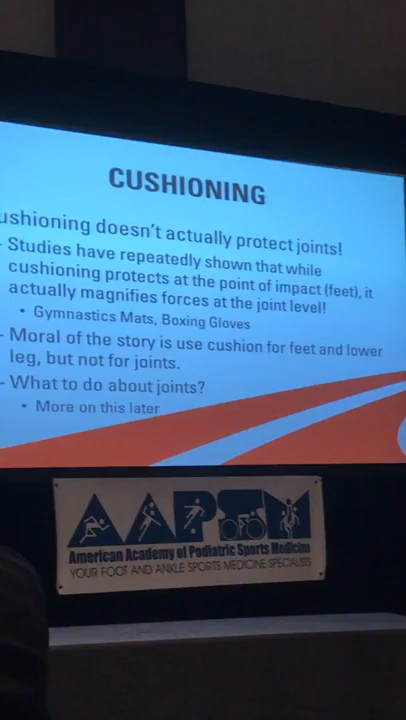 CUSHIONING
ushioning doesn't actually protect joints!
- Studies have repeatedly shown that while
cushioning protects at the point of impact (feet), it
actually magnifies forces at the joint level!
• Gymnastics Mats, Boxing Gloves
- Moral of the story is use cushion for feet and lower
leg, but not for joints.
- What to do about joints?
• More on this later
AAPSM
American Academy of Podiatric Sports Medicine
YOUR FOOT AND ANKLE SPORTS MEDICINE SPECIALISTS